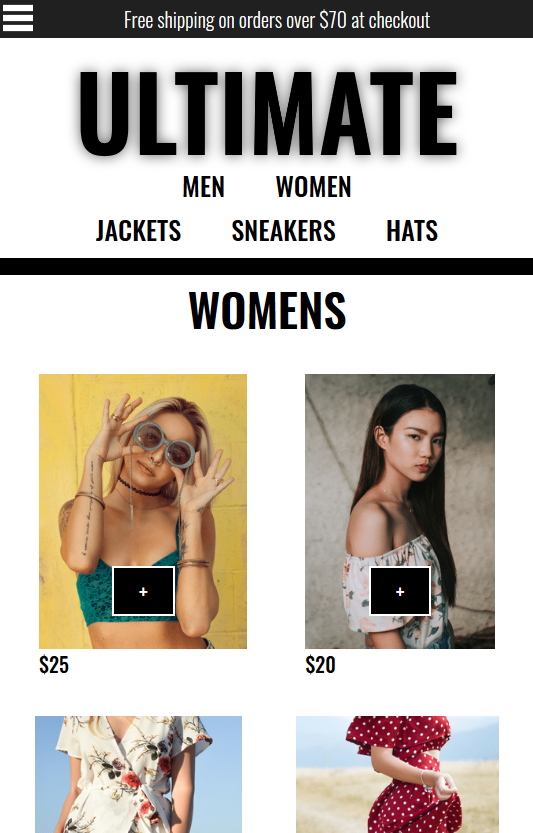 Free shipping on orders over $70 at checkout
ULTIMATE
MEN WOMEN
JACKETS SNEAKERS HATS
WOMENS
+ +
$25 $20